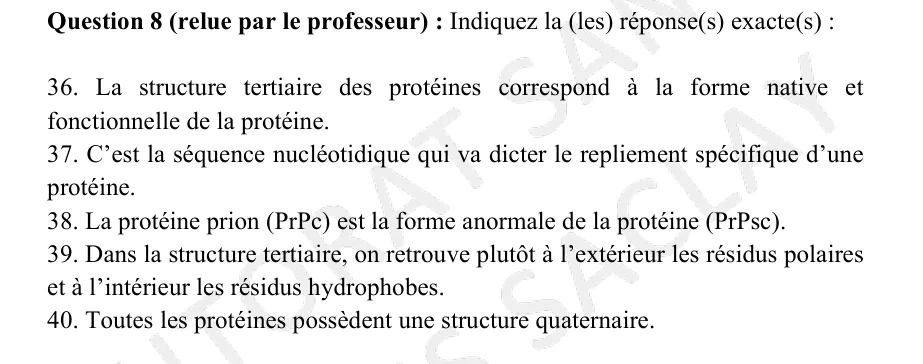 Question 8 (relue par le professeur) : Indiquez la (les) réponse(s) exacte(s) :
36. La structure tertiaire des protéines correspond à la forme native et
fonctionnelle de la protéine.
37. C’est la séquence nucléotidique qui va dicter le repliement spécifique d’une
protéine.
38. La protéine prion (PrPc) est la forme anormale de la protéine (PrPsc).
39. Dans la structure tertiaire, on retrouve plutôt à l’extérieur les résidus polaires
et à l’intérieur les résidus hydrophobes.
40. Toutes les protéines possèdent une structure quaternaire.